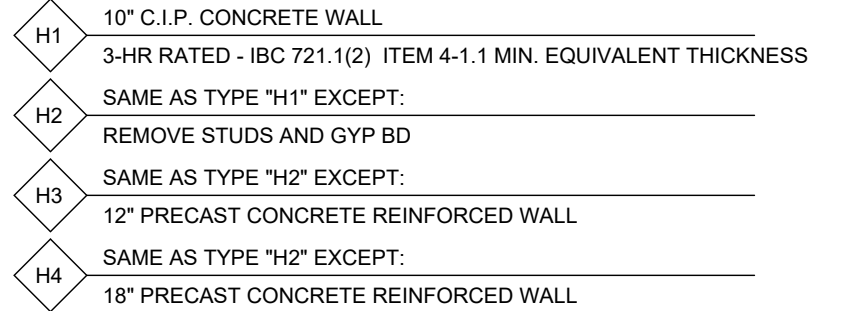 H1
10" C.I.P. CONCRETE WALL
3-HR RATED - IBC 721.1(2) ITEM 4-1.1 MIN. EQUIVALENT THICKNESS
H2
SAME AS TYPE "H1" EXCEPT:
REMOVE STUDS AND GYP BD
H3
SAME AS TYPE "H2" EXCEPT:
12" PRECAST CONCRETE REINFORCED WALL
H4
SAME AS TYPE "H2" EXCEPT:
18" PRECAST CONCRETE REINFORCED WALL